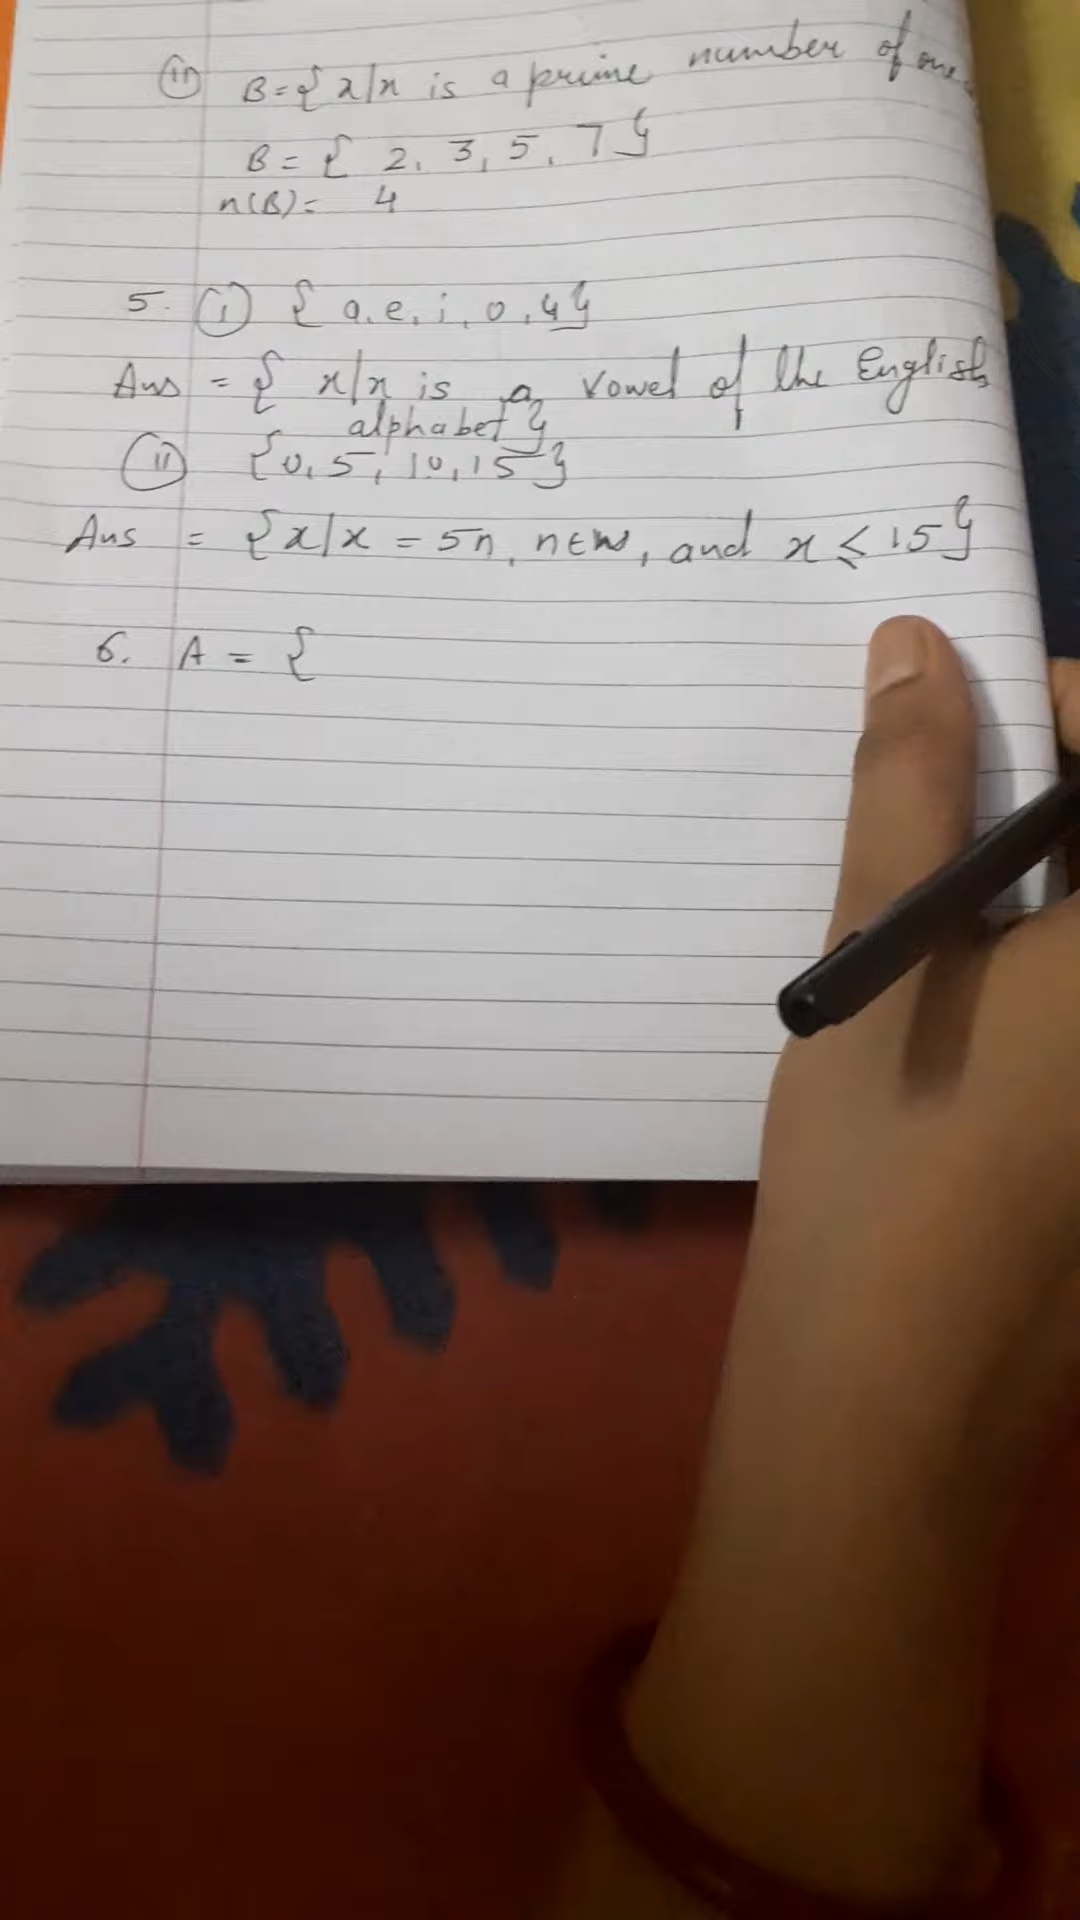 (ii) B={x/x is a prime number of one
B = { 2, 3, 5, 7 }
n(B) = 4
5. (i) { a, e, i, o, u }
Ans = { x/x is a vowel of the English
alphabet }
(ii) {0, 5, 10, 15}
Ans = {x/x = 5n, n∈W, and x ≤ 15}
6. A = {